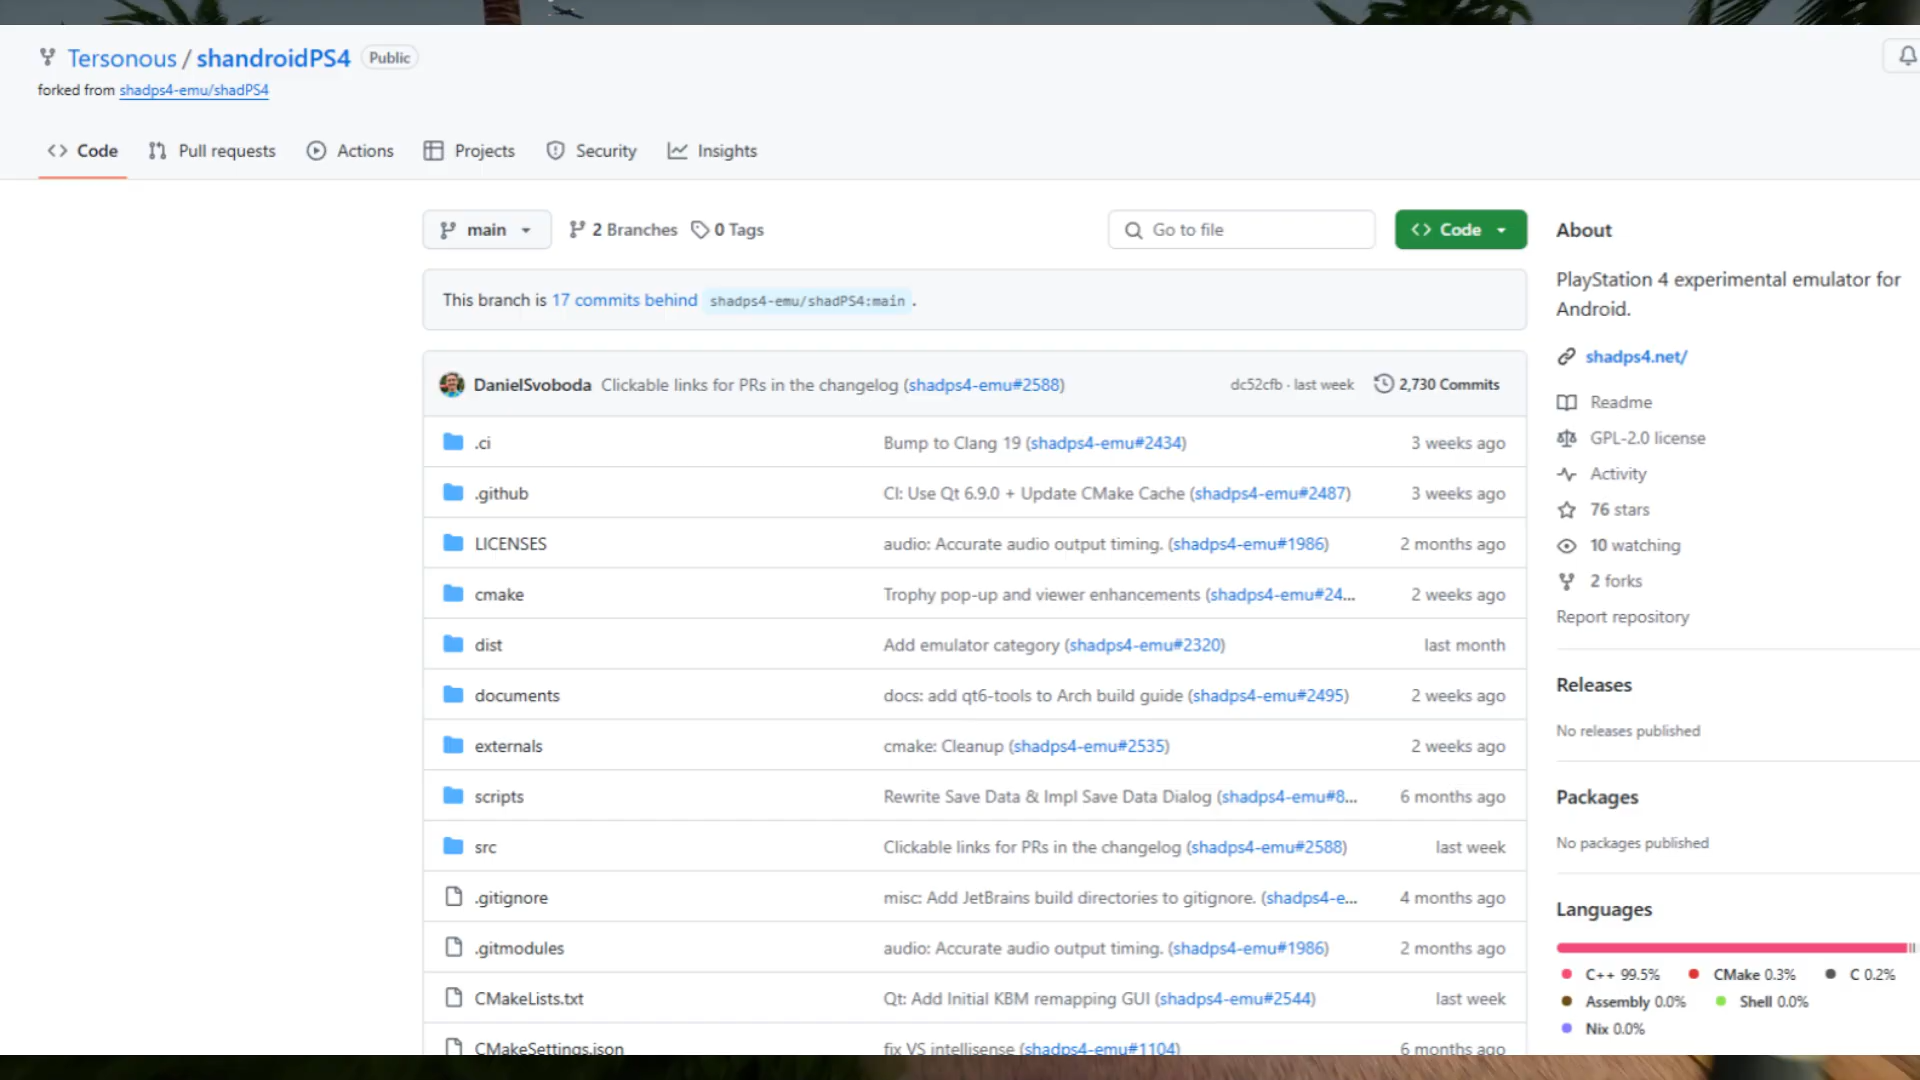 Tersonous / shandroidPS4 Public
forked from shadps4-emu/shadPS4
Code Pull requests Actions Projects Security Insights
main 2 Branches 0 Tags Go to file Code
This branch is 17 commits behind shadps4-emu/shadPS4:main .
DanielSvoboda Clickable links for PRs in the changelog (shadps4-emu#2588) dc52cfb · last week 2,730 Commits
.ci Bump to Clang 19 (shadps4-emu#2434) 3 weeks ago
.github CI: Use Qt 6.9.0 + Update CMake Cache (shadps4-emu#2487) 3 weeks ago
LICENSES audio: Accurate audio output timing. (shadps4-emu#1986) 2 months ago
cmake Trophy pop-up and viewer enhancements (shadps4-emu#24... 2 weeks ago
dist Add emulator category (shadps4-emu#2320) last month
documents docs: add qt6-tools to Arch build guide (shadps4-emu#2495) 2 weeks ago
externals cmake: Cleanup (shadps4-emu#2535) 2 weeks ago
scripts Rewrite Save Data & Impl Save Data Dialog (shadps4-emu#8... 6 months ago
src Clickable links for PRs in the changelog (shadps4-emu#2588) last week
.gitignore misc: Add JetBrains build directories to gitignore. (shadps4-e... 4 months ago
.gitmodules audio: Accurate audio output timing. (shadps4-emu#1986) 2 months ago
CMakeLists.txt Qt: Add Initial KBM remapping GUI (shadps4-emu#2544) last week
CMakeSettings.json fix VS intellisense (shadps4-emu#1104) 6 months ago
About
PlayStation 4 experimental emulator for
Android.
shadps4.net/
Readme
GPL-2.0 license
Activity
76 stars
10 watching
2 forks
Report repository
Releases
No releases published
Packages
No packages published
Languages
C++ 99.5% CMake 0.3% C 0.2%
Assembly 0.0% Shell 0.0%
Nix 0.0%